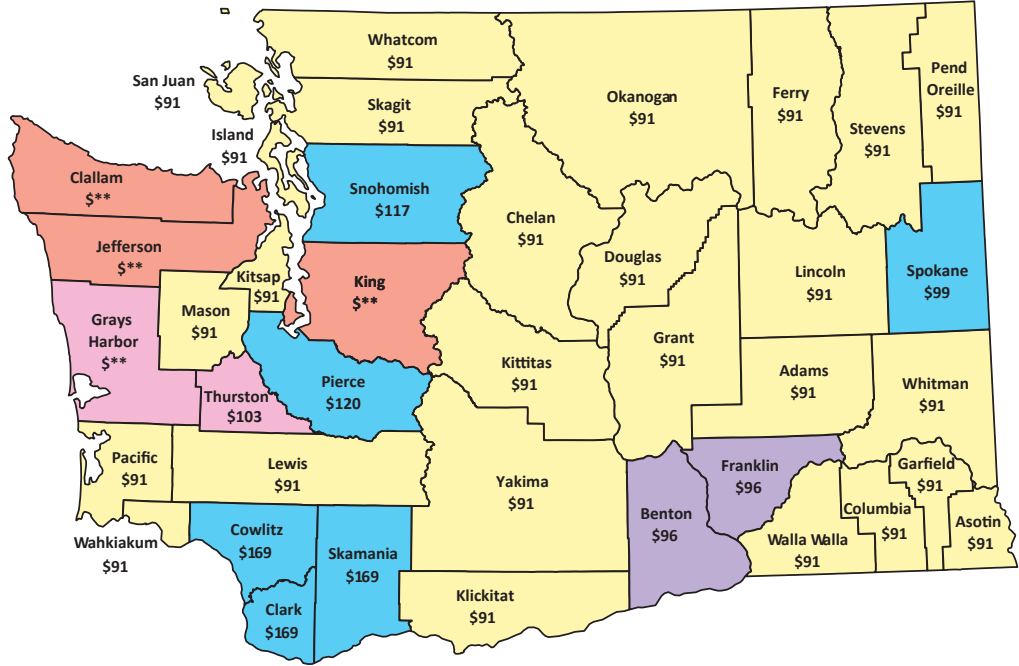 Whatcom
$91
San Juan
$91
Skagit
$91
Island
$91
Okanogan
$91
Ferry
$91
Stevens
$91
Pend
Oreille
$91
Clallam
$**
Snohomish
$117
Chelan
$91
Jefferson
$**
Kitsap
$91
King
$**
Douglas
$91
Lincoln
$91
Spokane
$99
Grays
Harbor
$**
Mason
$91
Kittitas
$91
Grant
$91
Adams
$91
Whitman
$91
Thurston
$103
Pierce
$120
Pacific
$91
Lewis
$91
Yakima
$91
Franklin
$96
Garfield
$91
Benton
$96
Columbia
$91
Asotin
$91
Walla Walla
$91
Wahkiakum
$91
Cowlitz
$169
Skamania
$169
Clark
$169
Klickitat
$91